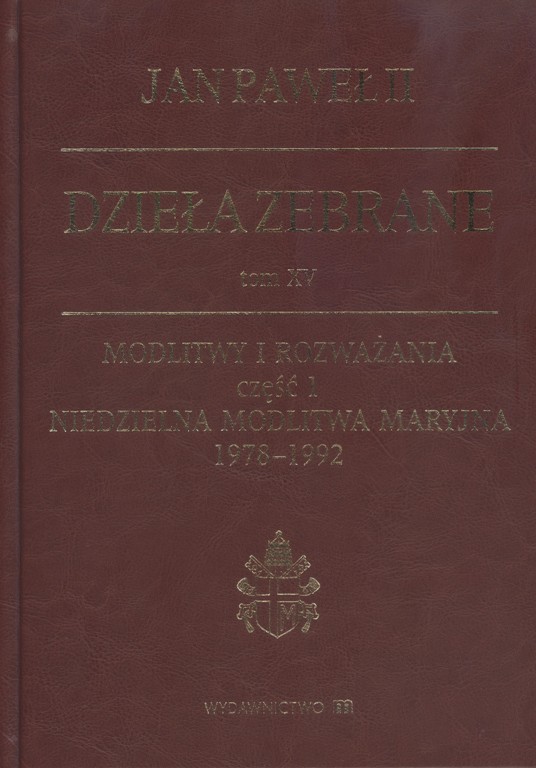 JAN PAWEŁ II
DZIEŁA ZEBRANE
tom XV
MODLITWY I ROZWAŻANIA
część 1
NIEDZIELNA MODLITWA MARYJNA
1978–1992
M
WYDAWNICTWO M